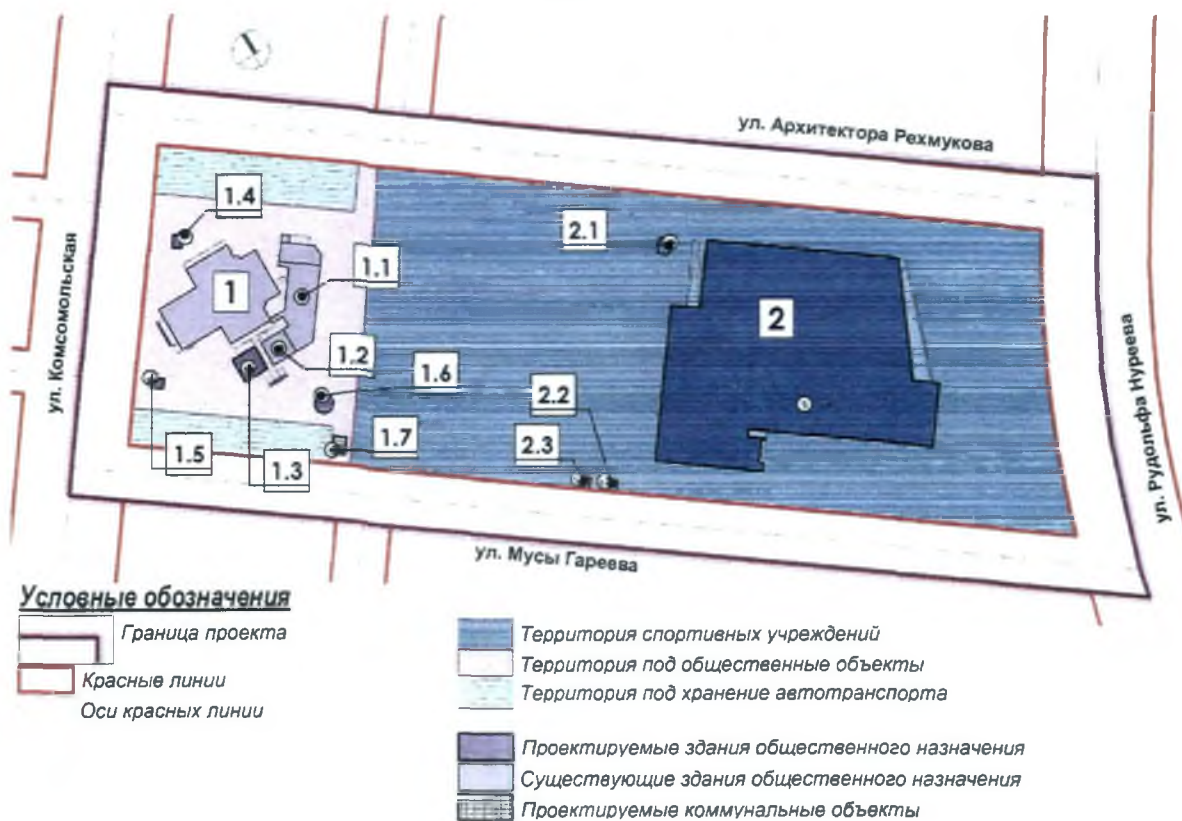 ул. Архитектора Рехмукова
1.4
2.1
1.1
1
2
ул. Комсомольская
1.2
1.6
ул. Рудольфа Нуреева
2.2
1.5
1.3
1.7
2.3
ул. Мусы Гареева
Условные обозначения
Граница проекта
Красные линии
Оси красных линии
Территория спортивных учреждений
Территория под общественные объекты
Территория под хранение автотранспорта
Проектируемые здания общественного назначения
Существующие здания общественного назначения
Проектируемые коммунальные объекты